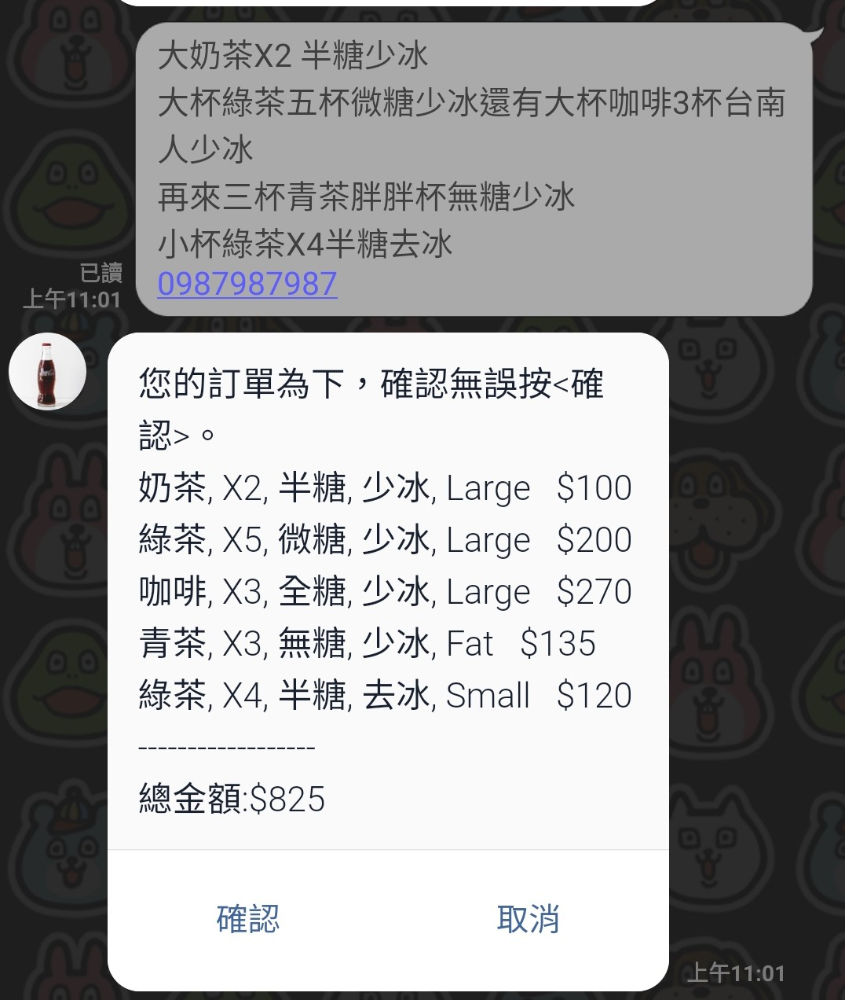 大奶茶X2 半糖少冰
大杯綠茶五杯微糖少冰還有大杯咖啡3杯台南
人少冰
再來三杯青茶胖胖杯無糖少冰
小杯綠茶X4半糖去冰
0987987987
已讀
上午11:01
您的訂單為下，確認無誤按<確
認>。
奶茶, X2, 半糖, 少冰, Large $100
綠茶, X5, 微糖, 少冰, Large $200
咖啡, X3, 全糖, 少冰, Large $270
青茶, X3, 無糖, 少冰, Fat $135
綠茶, X4, 半糖, 去冰, Small $120
------------------
總金額:$825
確認 取消
上午11:01